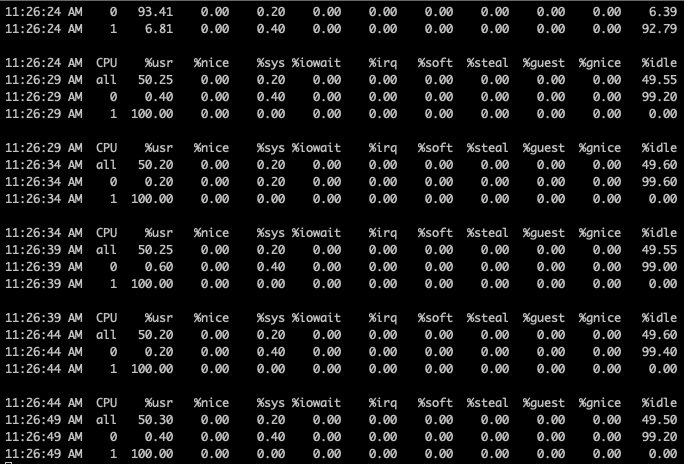 11:26:24 AM    0   93.41    0.00    0.20    0.00    0.00    0.00    0.00    0.00    0.00    6.39
11:26:24 AM    1    6.81    0.00    0.40    0.00    0.00    0.00    0.00    0.00    0.00   92.79
11:26:24 AM  CPU    %usr   %nice    %sys %iowait    %irq   %soft  %steal  %guest  %gnice   %idle
11:26:29 AM  all   50.25    0.00    0.20    0.00    0.00    0.00    0.00    0.00    0.00   49.55
11:26:29 AM    0    0.40    0.00    0.40    0.00    0.00    0.00    0.00    0.00    0.00   99.20
11:26:29 AM    1  100.00    0.00    0.00    0.00    0.00    0.00    0.00    0.00    0.00    0.00
11:26:29 AM  CPU    %usr   %nice    %sys %iowait    %irq   %soft  %steal  %guest  %gnice   %idle
11:26:34 AM  all   50.20    0.00    0.20    0.00    0.00    0.00    0.00    0.00    0.00   49.60
11:26:34 AM    0    0.20    0.00    0.20    0.00    0.00    0.00    0.00    0.00    0.00   99.60
11:26:34 AM    1  100.00    0.00    0.00    0.00    0.00    0.00    0.00    0.00    0.00    0.00
11:26:34 AM  CPU    %usr   %nice    %sys %iowait    %irq   %soft  %steal  %guest  %gnice   %idle
11:26:39 AM  all   50.25    0.00    0.20    0.00    0.00    0.00    0.00    0.00    0.00   49.55
11:26:39 AM    0    0.60    0.00    0.40    0.00    0.00    0.00    0.00    0.00    0.00   99.00
11:26:39 AM    1  100.00    0.00    0.00    0.00    0.00    0.00    0.00    0.00    0.00    0.00
11:26:39 AM  CPU    %usr   %nice    %sys %iowait    %irq   %soft  %steal  %guest  %gnice   %idle
11:26:44 AM  all   50.20    0.00    0.20    0.00    0.00    0.00    0.00    0.00    0.00   49.60
11:26:44 AM    0    0.20    0.00    0.40    0.00    0.00    0.00    0.00    0.00    0.00   99.40
11:26:44 AM    1  100.00    0.00    0.00    0.00    0.00    0.00    0.00    0.00    0.00    0.00
11:26:44 AM  CPU    %usr   %nice    %sys %iowait    %irq   %soft  %steal  %guest  %gnice   %idle
11:26:49 AM  all   50.30    0.00    0.20    0.00    0.00    0.00    0.00    0.00    0.00   49.50
11:26:49 AM    0    0.40    0.00    0.40    0.00    0.00    0.00    0.00    0.00    0.00   99.20
11:26:49 AM    1  100.00    0.00    0.00    0.00    0.00    0.00    0.00    0.00    0.00    0.00